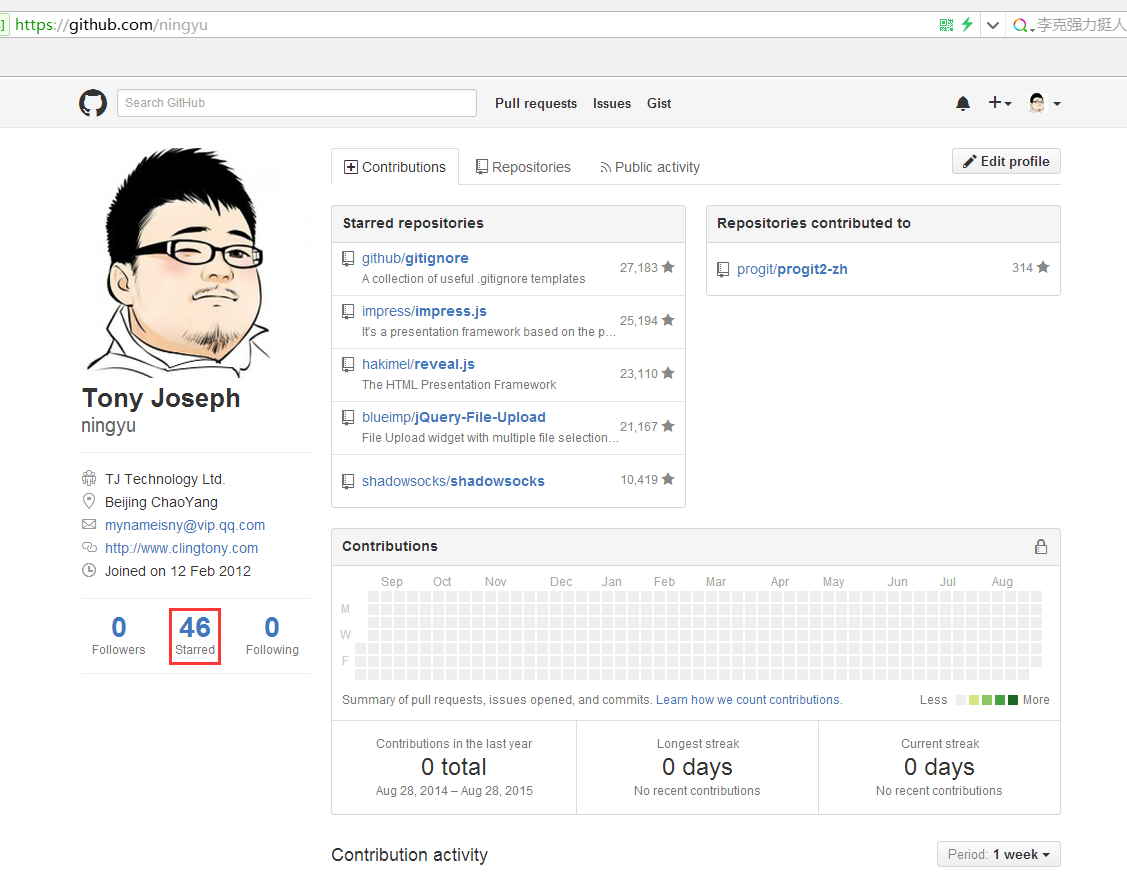 https://github.com/ningyu
李克强力挺人
Search GitHub
Pull requests
Issues
Gist
Contributions
Repositories
Public activity
Edit profile
Tony Joseph
ningyu
TJ Technology Ltd.
Beijing ChaoYang
mynameisny@vip.qq.com
http://www.clingtony.com
Joined on 12 Feb 2012
0
Followers
46
Starred
0
Following
Starred repositories
github/gitignore
A collection of useful .gitignore templates
27,183
impress/impress.js
It's a presentation framework based on the p…
25,194
hakimel/reveal.js
The HTML Presentation Framework
23,110
blueimp/jQuery-File-Upload
File Upload widget with multiple file selection…
21,167
shadowsocks/shadowsocks
10,419
Repositories contributed to
progit/progit2-zh
314
Contributions
Sep Oct Nov Dec Jan Feb Mar Apr May Jun Jul Aug
M
W
F
Summary of pull requests, issues opened, and commits. Learn how we count contributions.
Less
More
Contributions in the last year
0 total
Aug 28, 2014 – Aug 28, 2015
Longest streak
0 days
No recent contributions
Current streak
0 days
No recent contributions
Contribution activity
Period: 1 week